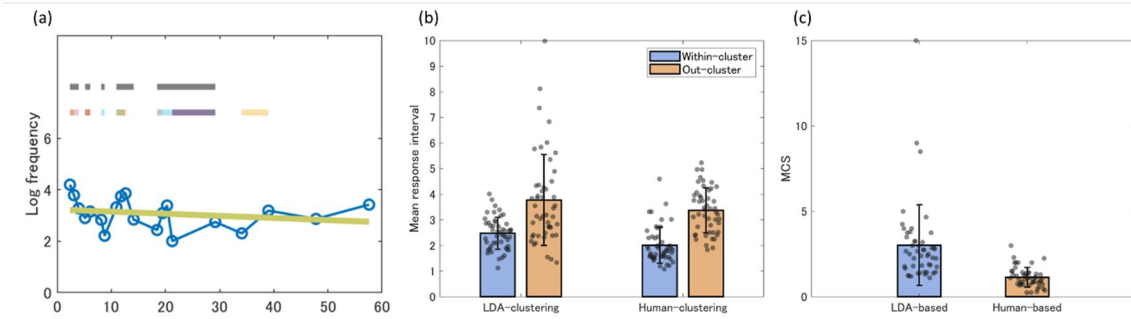 (a)
Log frequency
6
4
2
0
0 10 20 30 40 50 60
(b)
Mean response interval
10
9
8
7
6
5
4
3
2
1
0
Within-cluster
Out-cluster
LDA-clustering Human-clustering
(c)
MCS
15
10
5
0
LDA-based Human-based